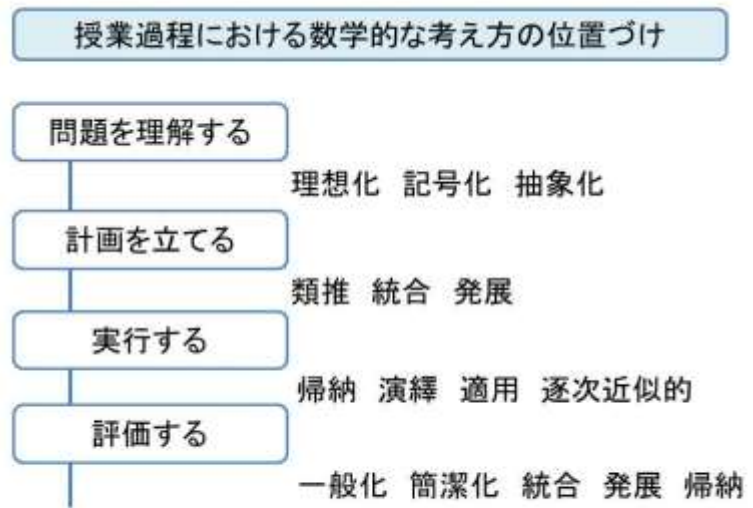 授業過程における数学的な考え方の位置づけ
問題を理解する
理想化 記号化 抽象化
計画を立てる
類推 統合 発展
実行する
帰納 演繹 適用 逐次近似的
評価する
一般化 簡潔化 統合 発展 帰納